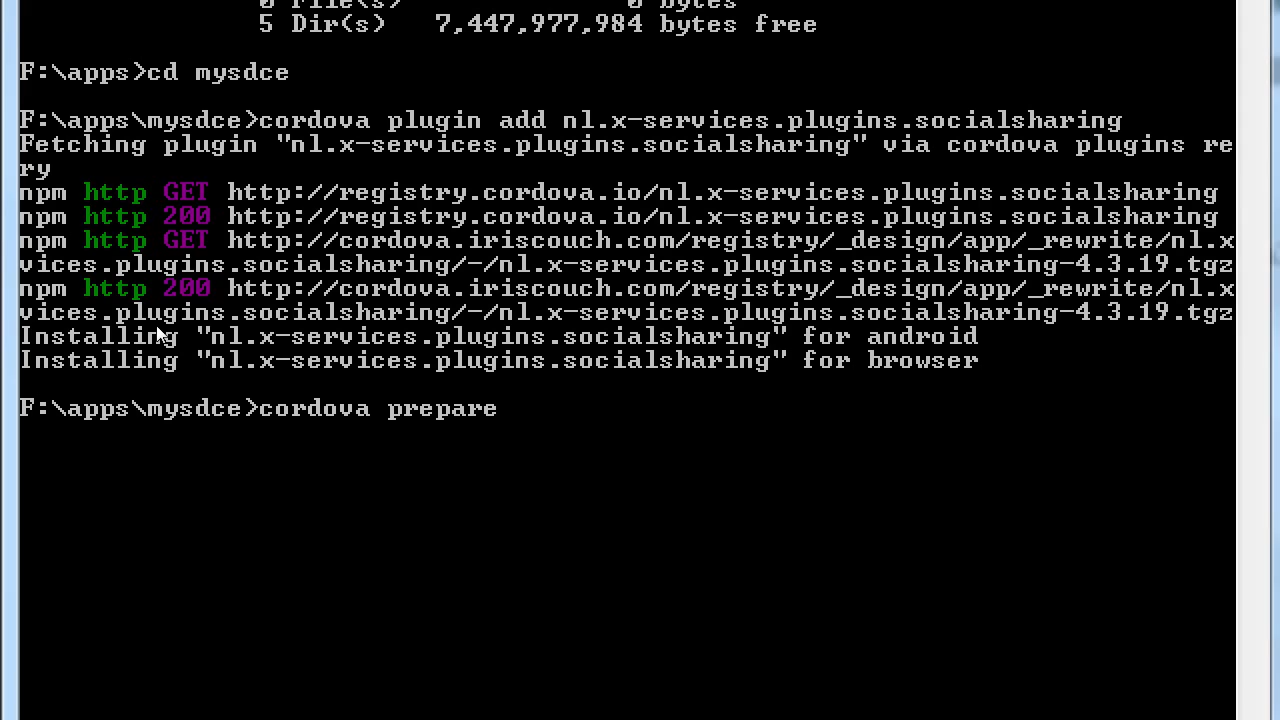 0 File(s) 0 bytes
5 Dir(s) 7,447,977,984 bytes free
F:\apps>cd mysdce
F:\apps\mysdce>cordova plugin add nl.x-services.plugins.socialsharing
Fetching plugin "nl.x-services.plugins.socialsharing" via cordova plugins re
ry
npm http GET http://registry.cordova.io/nl.x-services.plugins.socialsharing
npm http 200 http://registry.cordova.io/nl.x-services.plugins.socialsharing
npm http GET http://cordova.iriscouch.com/registry/_design/app/_rewrite/nl.x
vices.plugins.socialsharing/-/nl.x-services.plugins.socialsharing-4.3.19.tgz
npm http 200 http://cordova.iriscouch.com/registry/_design/app/_rewrite/nl.x
vices.plugins.socialsharing/-/nl.x-services.plugins.socialsharing-4.3.19.tgz
Installing "nl.x-services.plugins.socialsharing" for android
Installing "nl.x-services.plugins.socialsharing" for browser
F:\apps\mysdce>cordova prepare